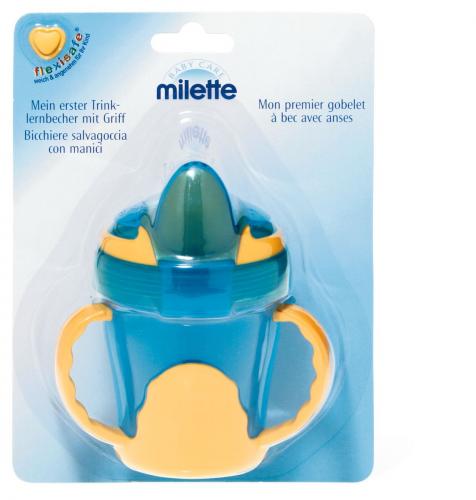 flexisafe®
weich & angenehm für Ihr Kind
BABY CARE
milette
Mein erster Trink-
lernbecher mit Griff
Bicchiere salvagoccia
con manici
Mon premier gobelet
à bec avec anses
milette